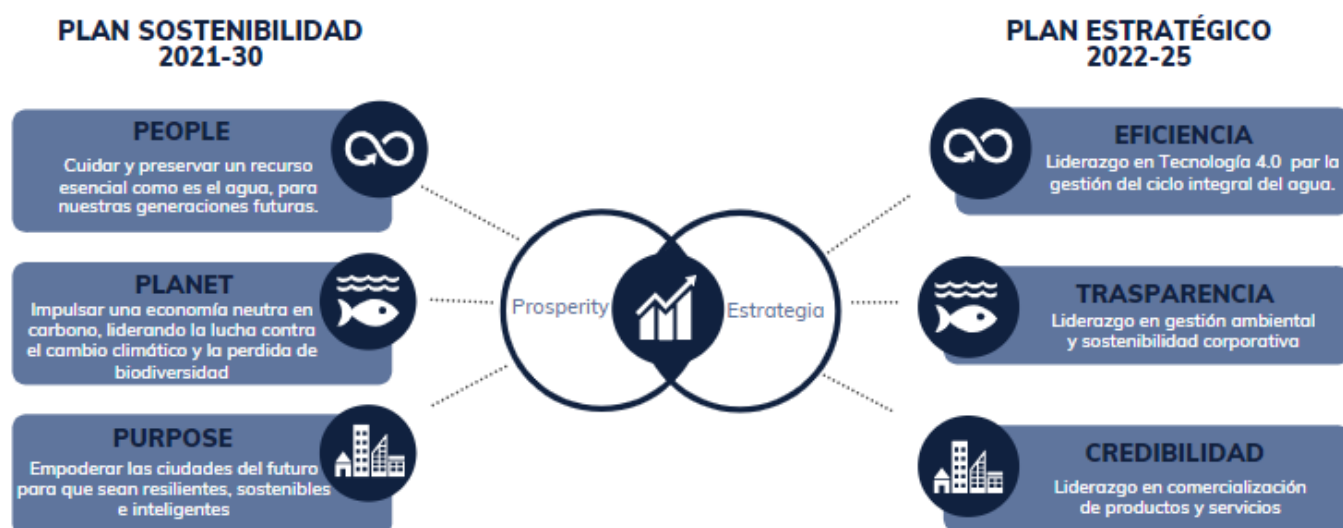 PLAN SOSTENIBILIDAD
2021-30
PEOPLE
Cuidar y preservar un recurso
esencial como es el agua, para
nuestras generaciones futuras.
PLANET
Impulsar una economía neutra en
carbono, liderando la lucha contra
el cambio climático y la perdida de
biodiversidad
PURPOSE
Empoderar las ciudades del futuro
para que sean resilientes, sostenibles
e inteligentes
Prosperity
Estrategia
PLAN ESTRATÉGICO
2022-25
EFICIENCIA
Liderazgo en Tecnología 4.0 par la
gestión del ciclo integral del agua.
TRASPARENCIA
Liderazgo en gestión ambiental
y sostenibilidad corporativa
CREDIBILIDAD
Liderazgo en comercialización
de productos y servicios